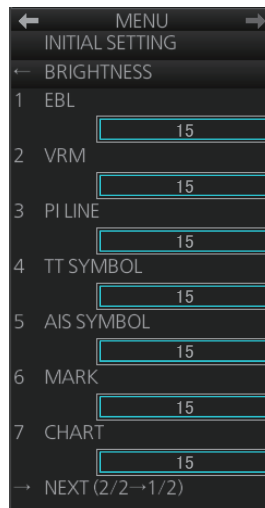 ← MENU →
INITIAL SETTING
← BRIGHTNESS
1 EBL
15
2 VRM
15
3 PI LINE
15
4 TT SYMBOL
15
5 AIS SYMBOL
15
6 MARK
15
7 CHART
15
→ NEXT (2/2→1/2)